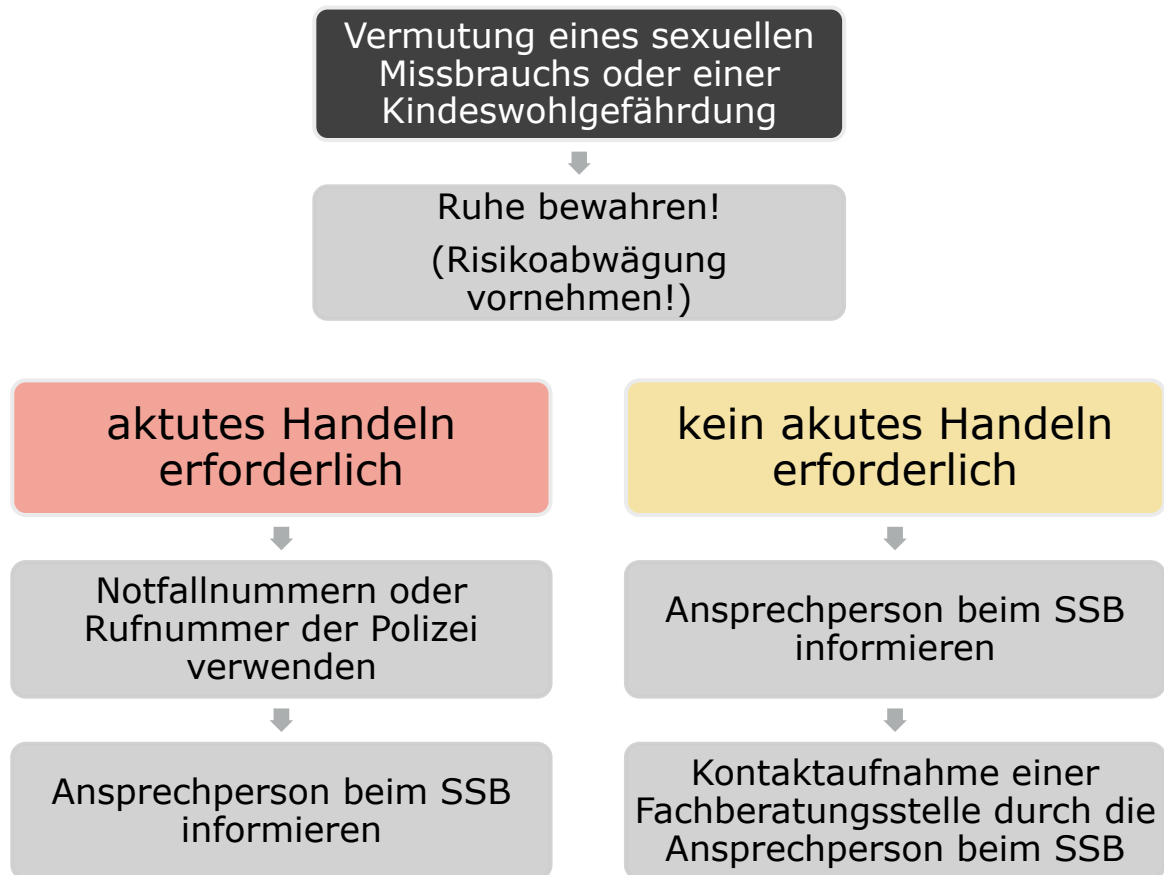 Vermutung eines sexuellen
Missbrauchs oder einer
Kindeswohlgefährdung
Ruhe bewahren!
(Risikoabwägung
vornehmen!)
aktutes Handeln
erforderlich
Notfallnummern oder
Rufnummer der Polizei
verwenden
Ansprechperson beim SSB
informieren
kein akutes Handeln
erforderlich
Ansprechperson beim SSB
informieren
Kontaktaufnahme einer
Fachberatungsstelle durch die
Ansprechperson beim SSB